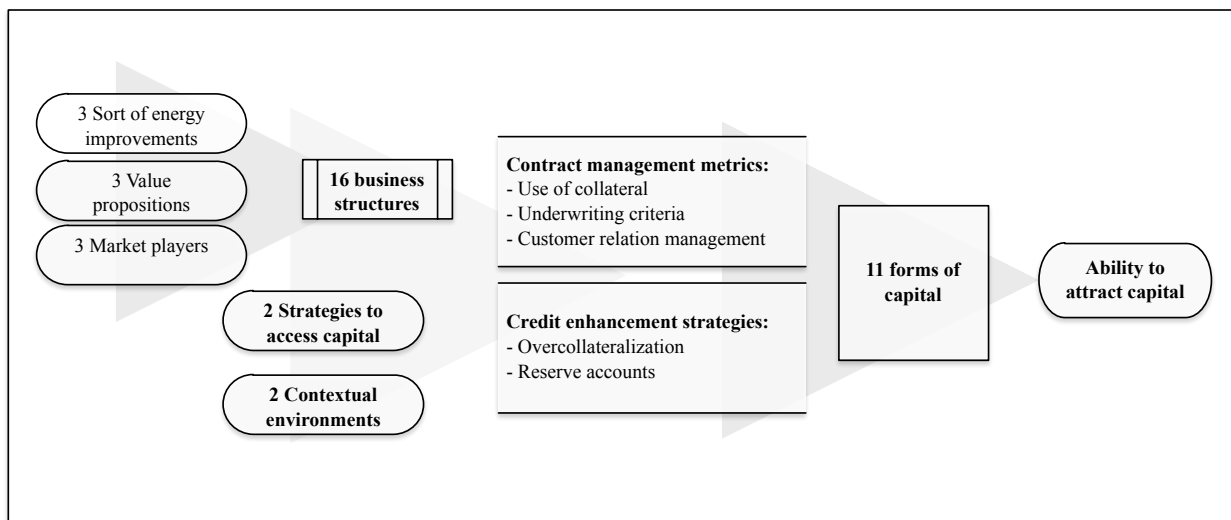 3 Sort of energy
improvements
3 Value
propositions
3 Market players
16 business
structures
2 Strategies to
access capital
2 Contextual
environments
Contract management metrics:
- Use of collateral
- Underwriting criteria
- Customer relation management
Credit enhancement strategies:
- Overcollateralization
- Reserve accounts
11 forms of
capital
Ability to
attract capital